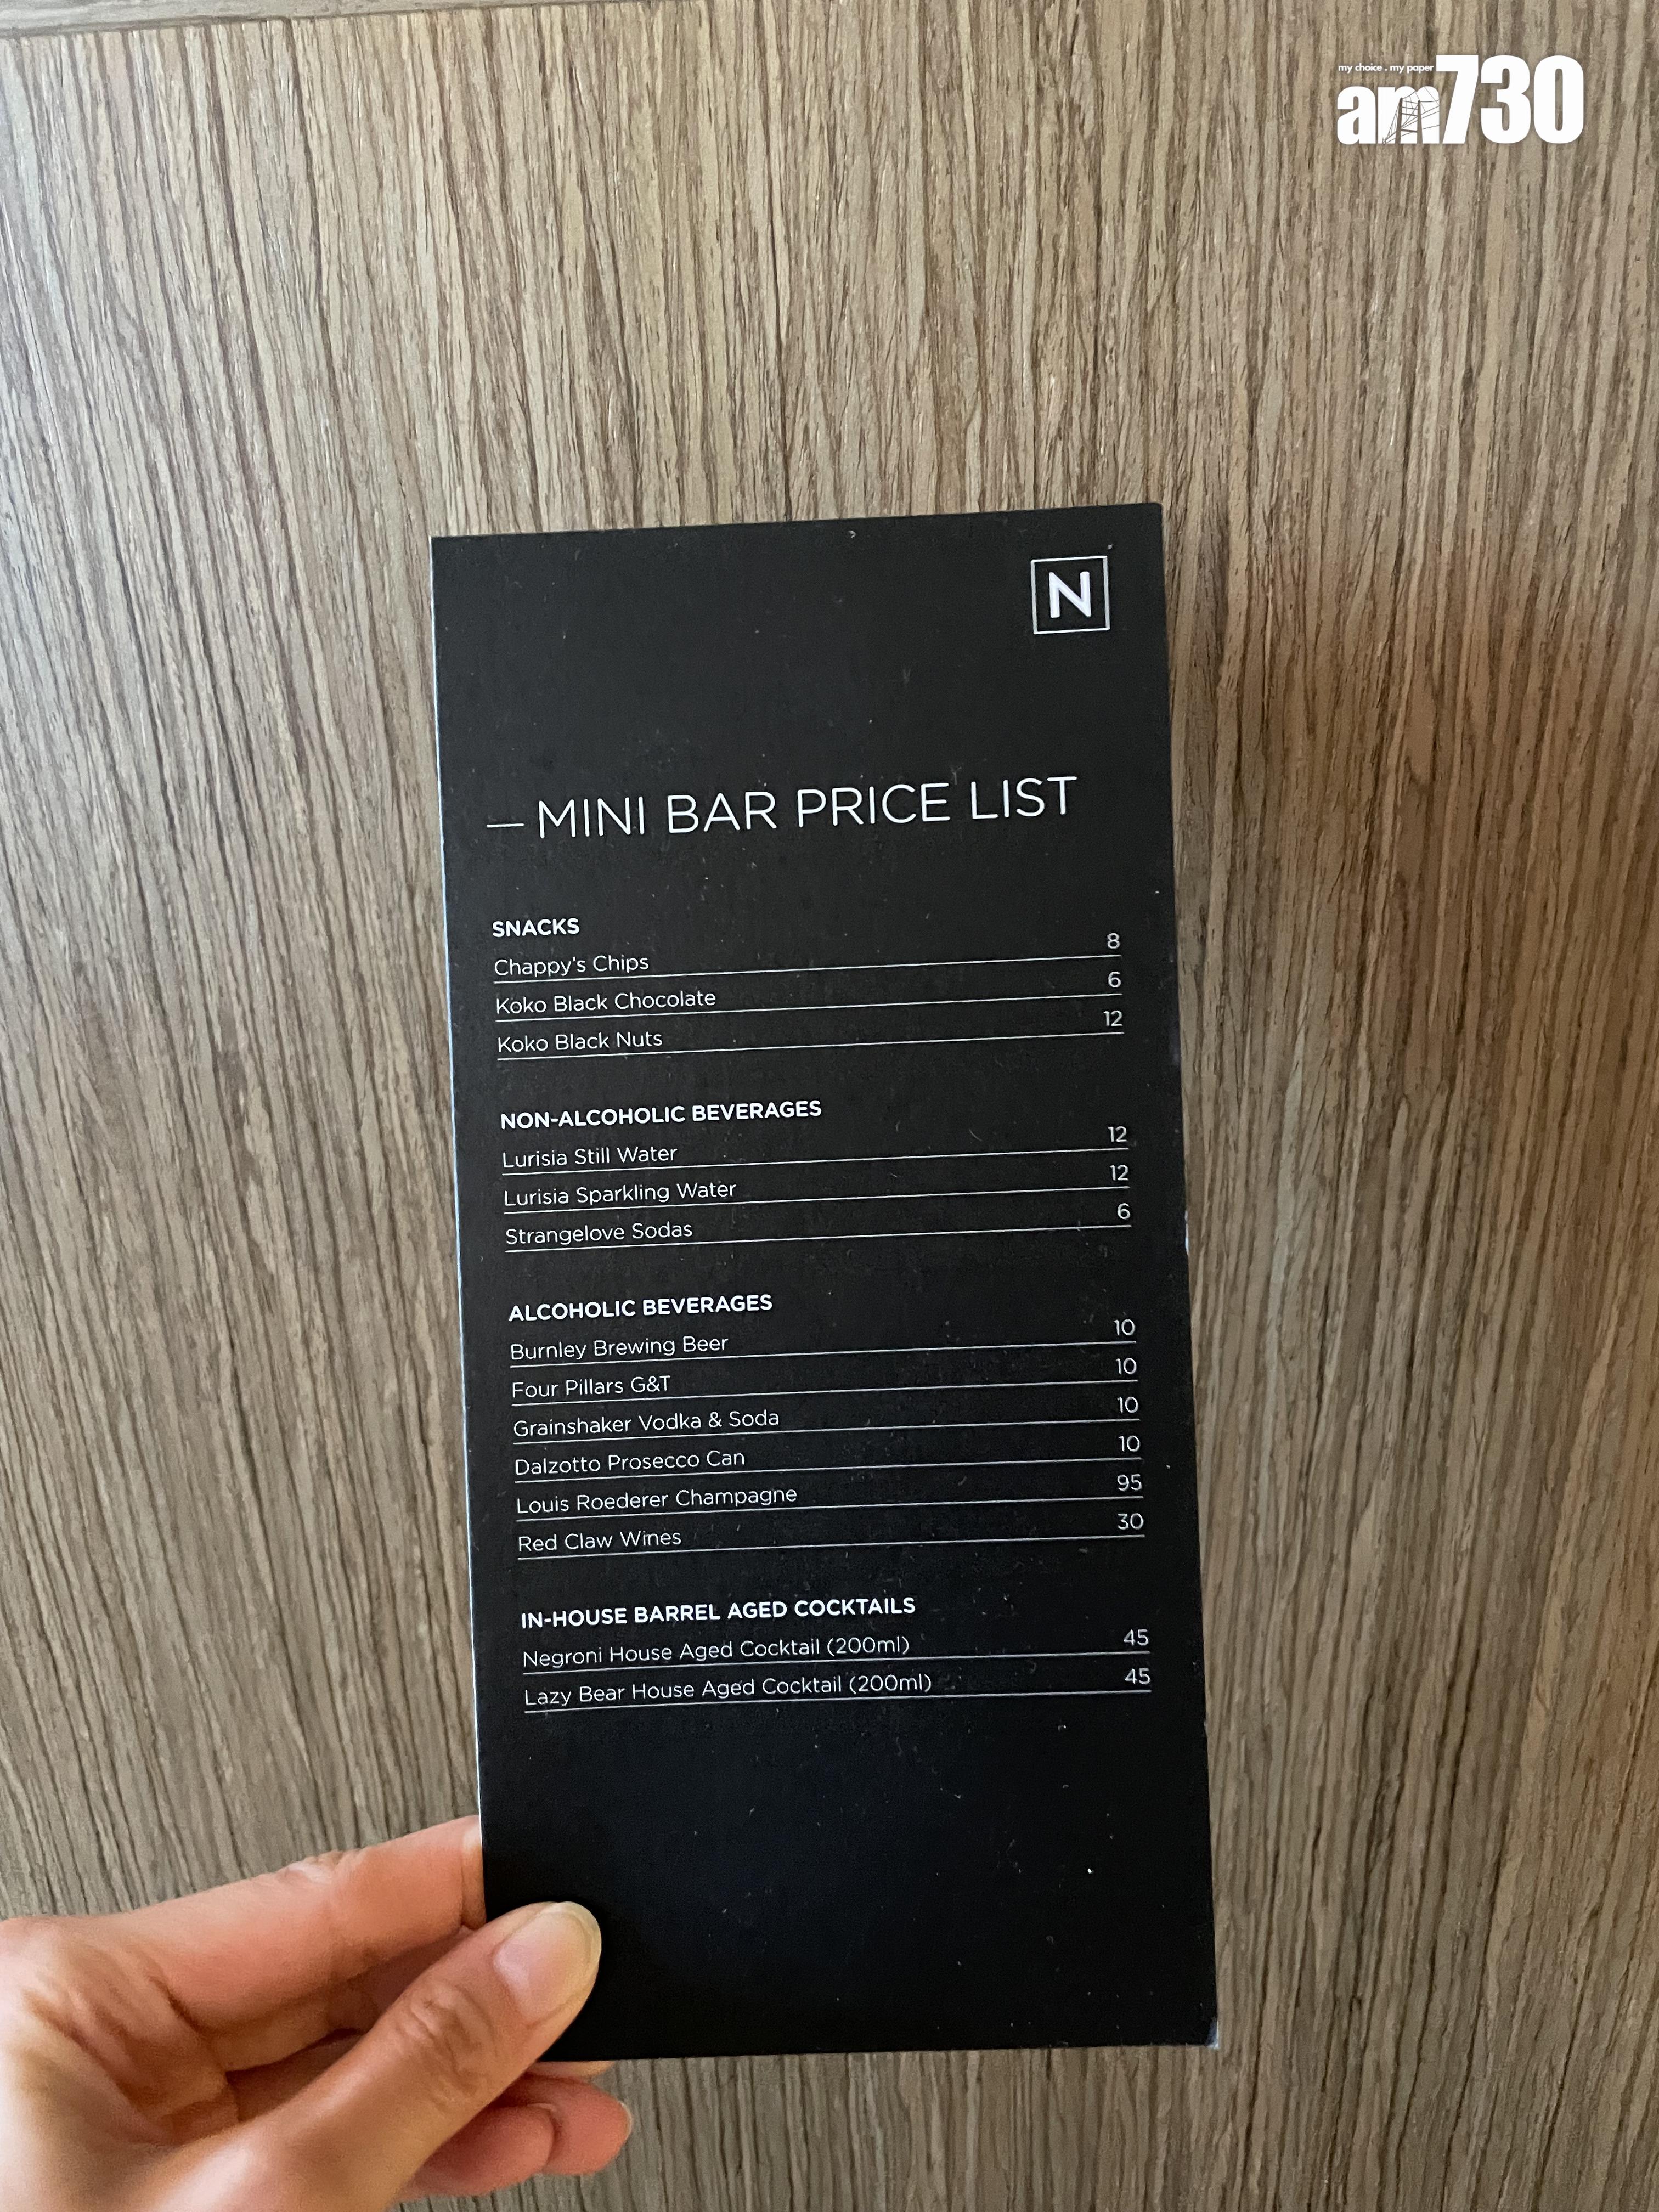 my choice . my paper
am730
N
— MINI BAR PRICE LIST
SNACKS
Chappy's Chips 8
Koko Black Chocolate 6
Koko Black Nuts 12
NON-ALCOHOLIC BEVERAGES
Lurisia Still Water 12
Lurisia Sparkling Water 12
Strangelove Sodas 6
ALCOHOLIC BEVERAGES
Burnley Brewing Beer 10
Four Pillars G&T 10
Grainshaker Vodka & Soda 10
Dalzotto Prosecco Can 10
Louis Roederer Champagne 95
Red Claw Wines 30
IN-HOUSE BARREL AGED COCKTAILS
Negroni House Aged Cocktail (200ml) 45
Lazy Bear House Aged Cocktail (200ml) 45